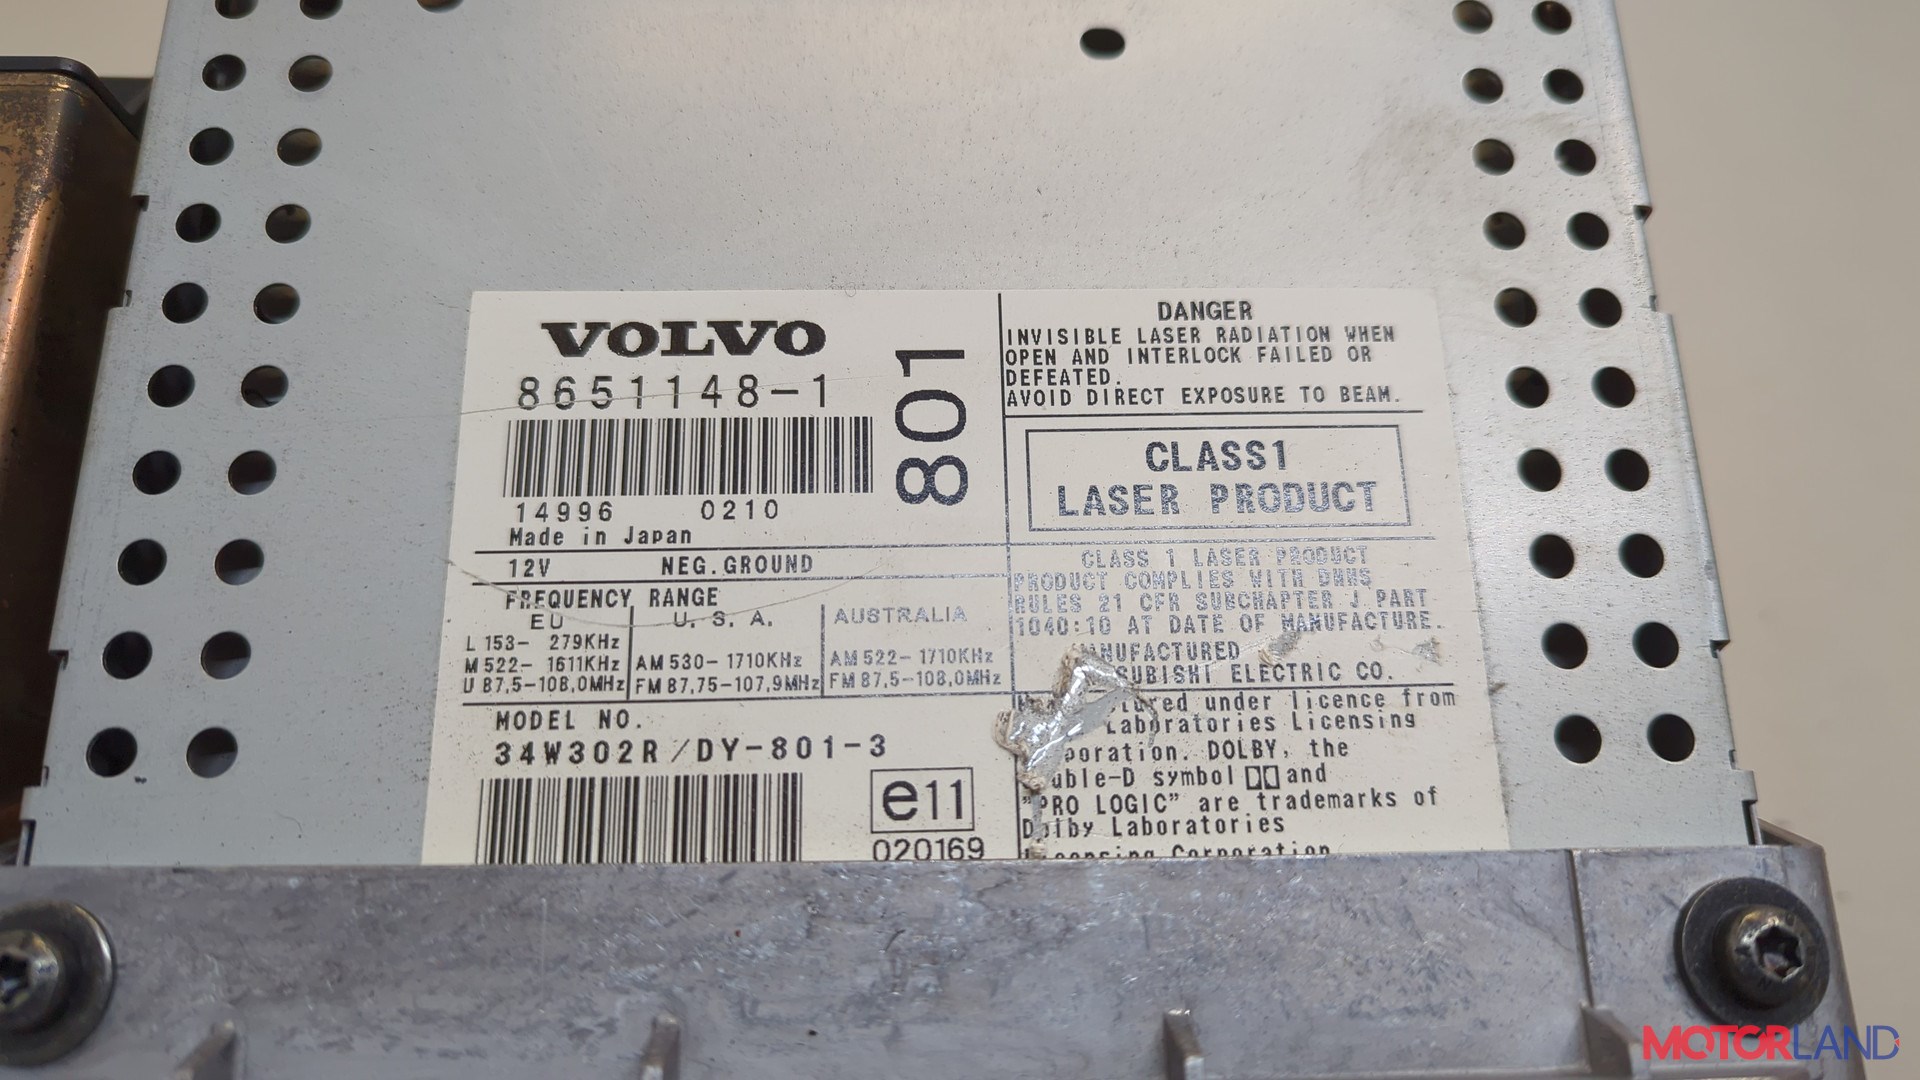 VOLVO
8651148-1
801
14996 0210
Made in Japan
12V NEG.GROUND
FREQUENCY RANGE
EU
L 153- 279KHz
M 522- 1611KHz
U 87,5-108,0MHz
U. S. A.
AM 530-1710KHz
FM 87,75-107,9MHz
AUSTRALIA
AM 522-1710KHz
FM 87,5-108,0MHz
MODEL NO.
34W302R/DY-801-3
e11
020169
DANGER
INVISIBLE LASER RADIATION WHEN
OPEN AND INTERLOCK FAILED OR
DEFEATED.
AVOID DIRECT EXPOSURE TO BEAM.
CLASS1
LASER PRODUCT
CLASS 1 LASER PRODUCT
PRODUCT COMPLIES WITH DHHS
RULES 21 CFR SUBCHAPTER J PART
1040:10 AT DATE OF MANUFACTURE.
ELECTRIC CO.
under licence from
Laboratories Licensing
DOLBY, the
symbol and
"PRO LOGIC" are trademarks of
Dolby Laboratories
Corporation
MOTORLAND